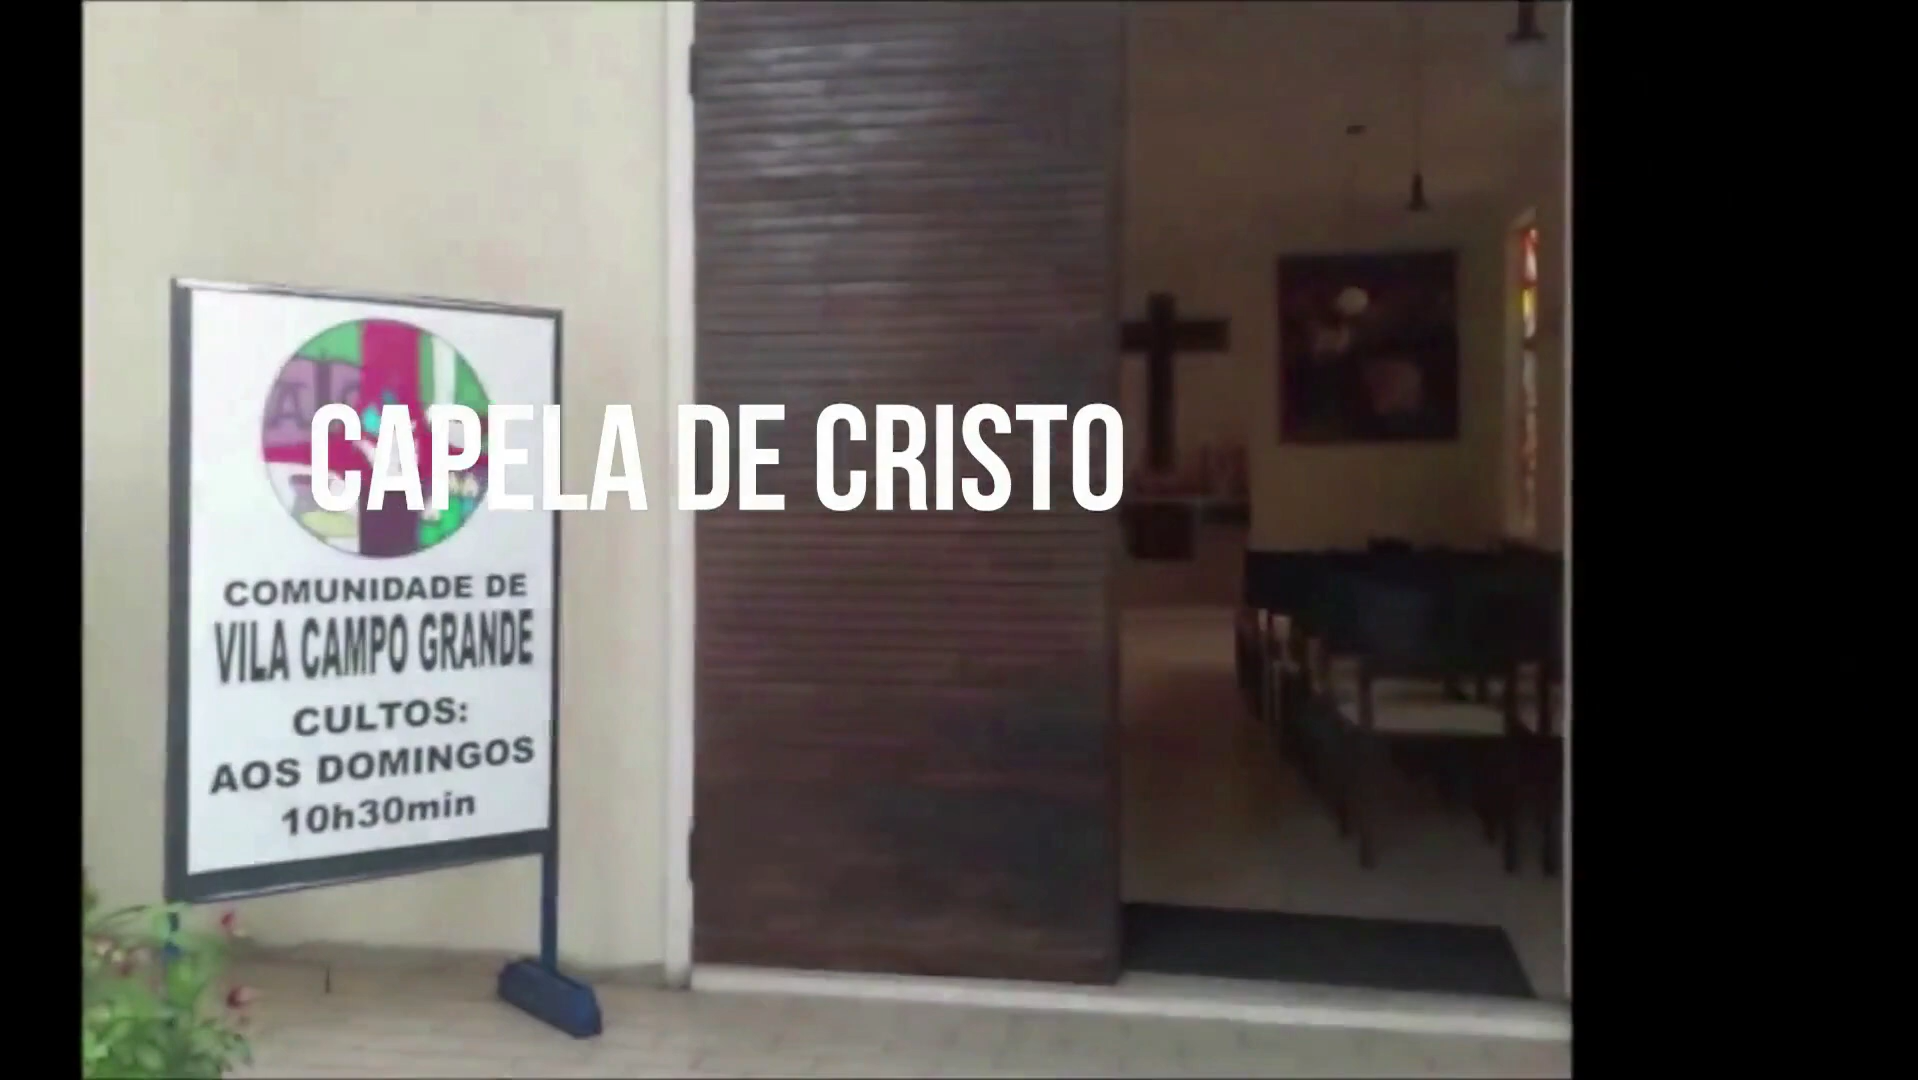 CAPELA DE CRISTO
COMUNIDADE DE
VILA CAMPO GRANDE
CULTOS:
AOS DOMINGOS
10h30min